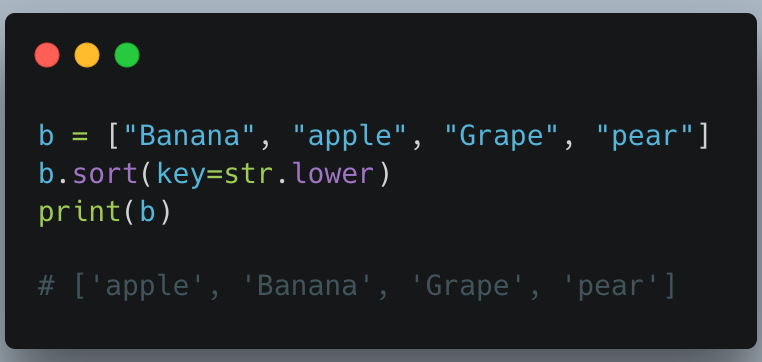 b = ["Banana", "apple", "Grape", "pear"]
b.sort(key=str.lower)
print(b)
# ['apple', 'Banana', 'Grape', 'pear']